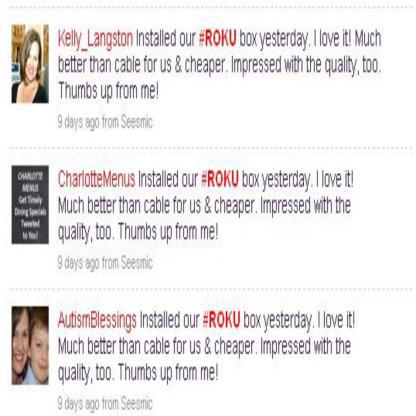 Kelly_Langston Installed our #ROKU box yesterday. I love it! Much
better than cable for us & cheaper. Impressed with the quality, too.
Thumbs up from me!
9 days ago from Seesmic
CHARLOTTE
MENUS
Get Timely
Dining Specials
Tweeted
to You!
CharlotteMenus Installed our #ROKU box yesterday. I love it!
Much better than cable for us & cheaper. Impressed with the
quality, too. Thumbs up from me!
9 days ago from Seesmic
AutismBlessings Installed our #ROKU box yesterday. I love it!
Much better than cable for us & cheaper. Impressed with the
quality, too. Thumbs up from me!
9 days ago from Seesmic